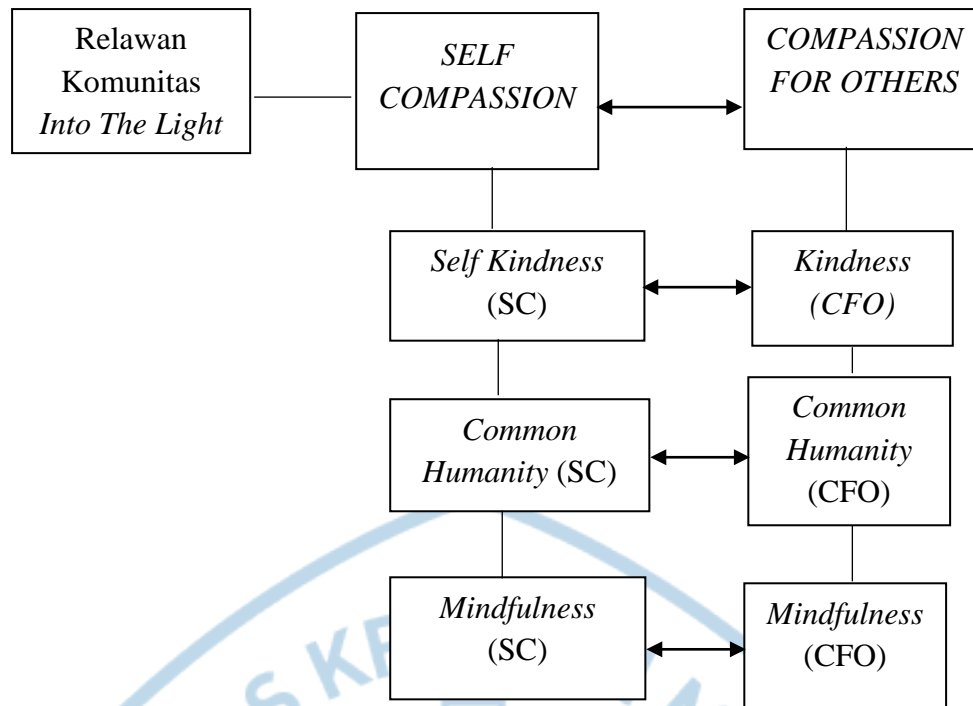 Relawan
Komunitas
Into The Light
SELF
COMPASSION
COMPASSION
FOR OTHERS
Self Kindness
(SC)
Kindness
(CFO)
Common
Humanity (SC)
Common
Humanity
(CFO)
Mindfulness
(SC)
Mindfulness
(CFO)